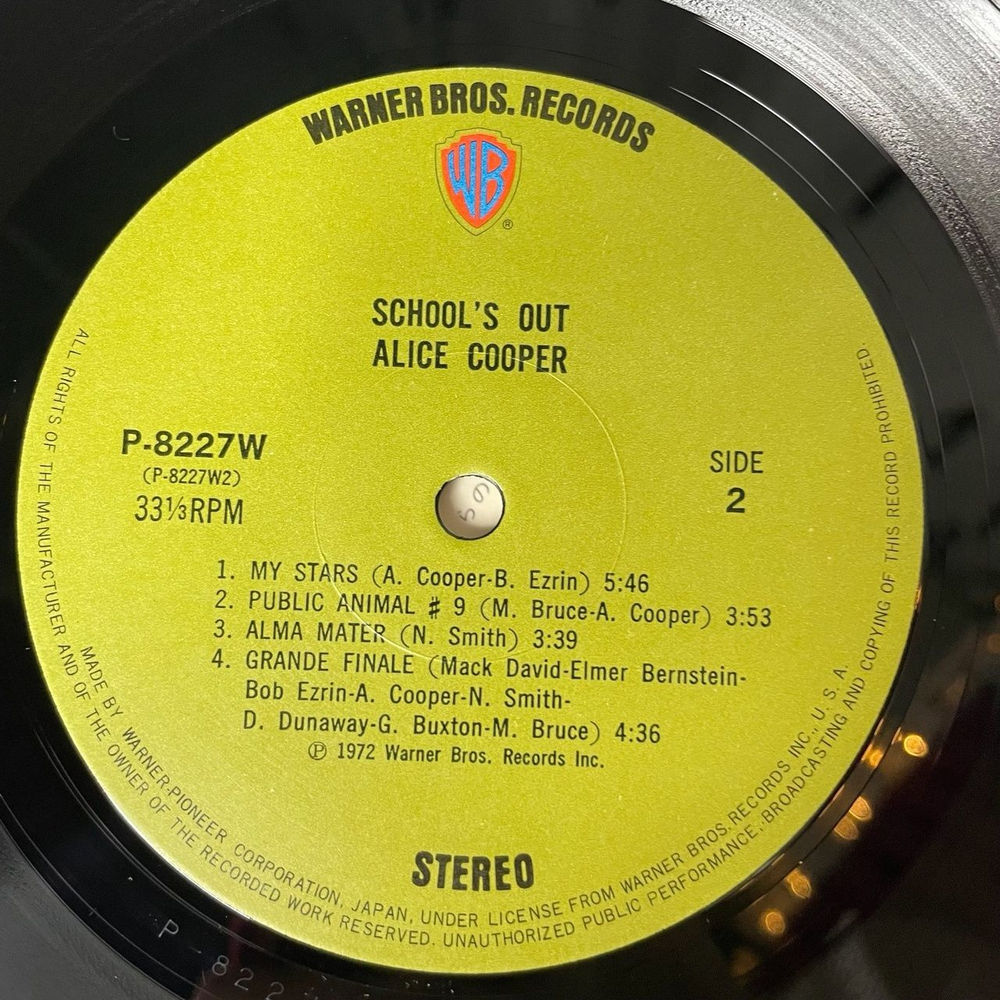 WARNER BROS. RECORDS
WB
®
SCHOOL'S OUT
ALICE COOPER
P-8227W
(P-8227W2)
33⅓RPM
SIDE
2
1. MY STARS (A. Cooper-B. Ezrin) 5:46
2. PUBLIC ANIMAL # 9 (M. Bruce-A. Cooper) 3:53
3. ALMA MATER (N. Smith) 3:39
4. GRANDE FINALE (Mack David-Elmer Bernstein-
Bob Ezrin-A. Cooper-N. Smith-
D. Dunaway-G. Buxton-M. Bruce) 4:36
℗ 1972 Warner Bros. Records Inc.
STEREO
MADE BY WARNER-PIONEER CORPORATION, JAPAN, UNDER LICENSE FROM WARNER BROS. RECORDS INC., U. S. A.
ALL RIGHTS OF THE MANUFACTURER AND OF THE OWNER OF THE RECORDED WORK RESERVED. UNAUTHORIZED PUBLIC PERFORMANCE, BROADCASTING AND COPYING OF THIS RECORD PROHIBITED.
P
822